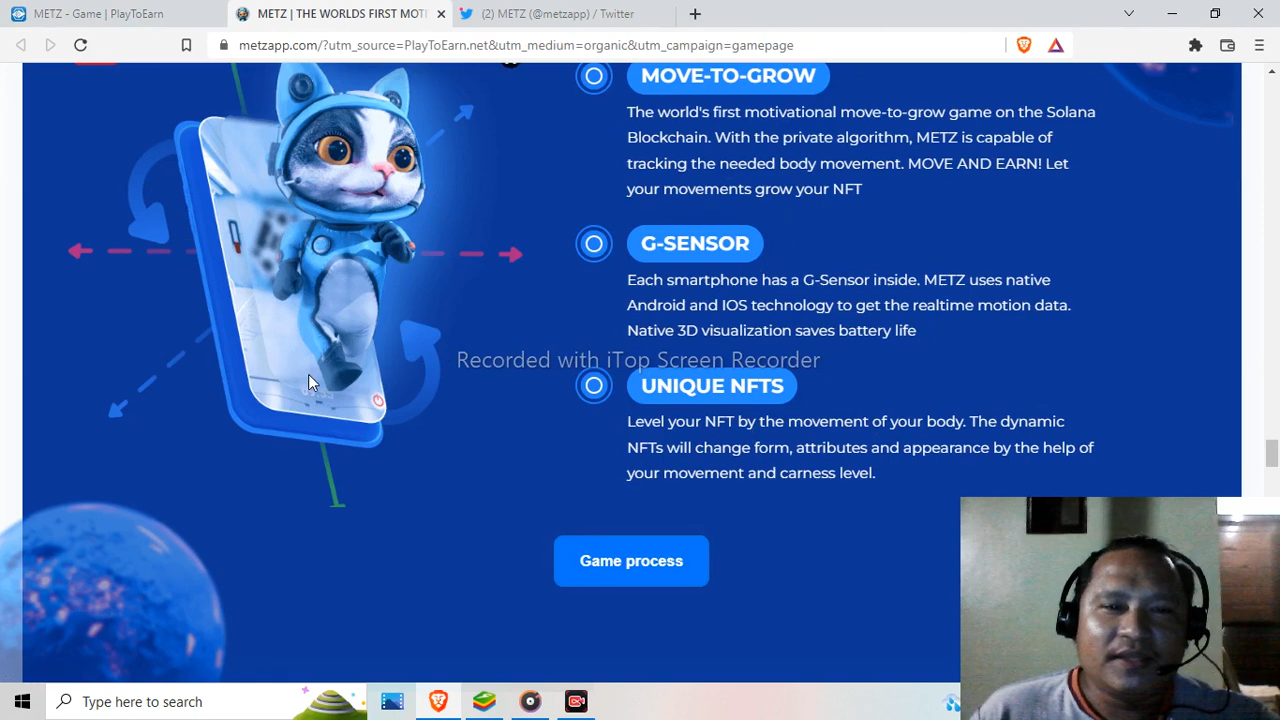 METZ - Game | PlayToEarn
METZ | THE WORLDS FIRST MOTI
(2) METZ (@metzapp) / Twitter
metzapp.com/?utm_source=PlayToEarn.net&utm_medium=organic&utm_campaign=gamepage
MOVE-TO-GROW
The world's first motivational move-to-grow game on the Solana
Blockchain. With the private algorithm, METZ is capable of
tracking the needed body movement. MOVE AND EARN! Let
your movements grow your NFT
G-SENSOR
Each smartphone has a G-Sensor inside. METZ uses native
Android and IOS technology to get the realtime motion data.
Native 3D visualization saves battery life
Recorded with iTop Screen Recorder
UNIQUE NFTS
Level your NFT by the movement of your body. The dynamic
NFTs will change form, attributes and appearance by the help of
your movement and carness level.
Game process
Type here to search